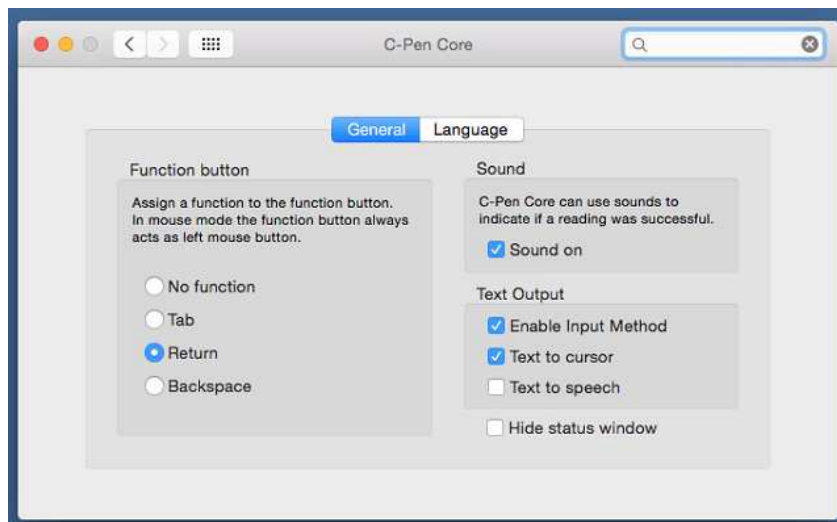 C-Pen Core
General Language
Function button
Assign a function to the function button.
In mouse mode the function button always
acts as left mouse button.
No function
Tab
Return
Backspace
Sound
C-Pen Core can use sounds to
indicate if a reading was successful.
Sound on
Text Output
Enable Input Method
Text to cursor
Text to speech
Hide status window